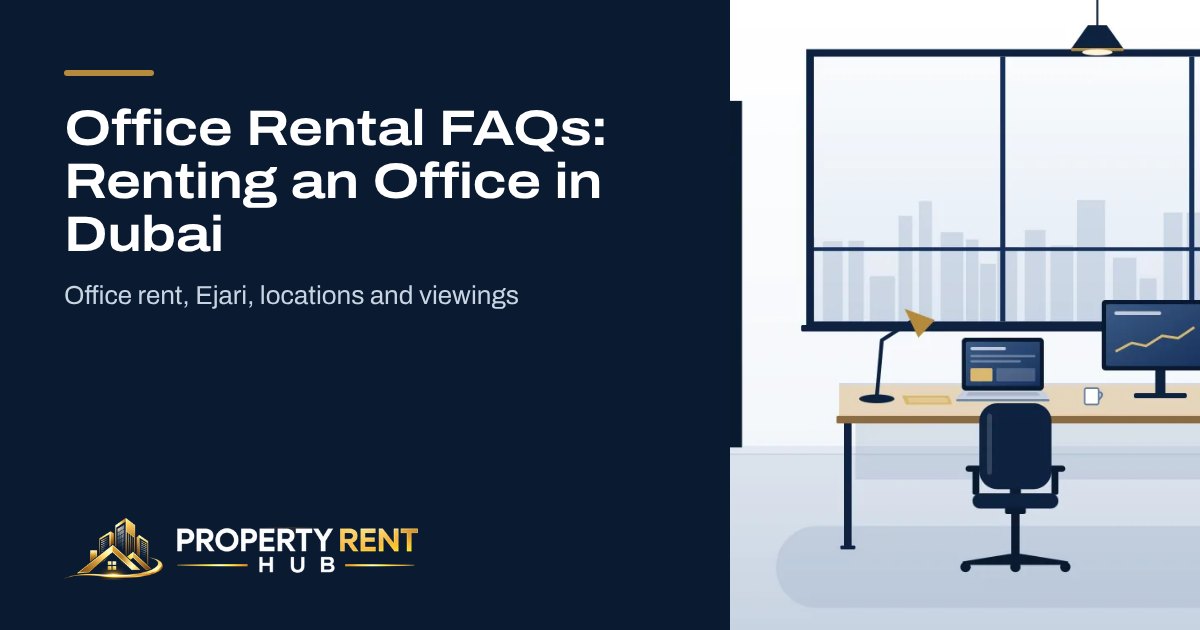 Office Rental FAQs:
Renting an Office in
Dubai
Office rent, Ejari, locations and viewings
PROPERTY RENT
HUB